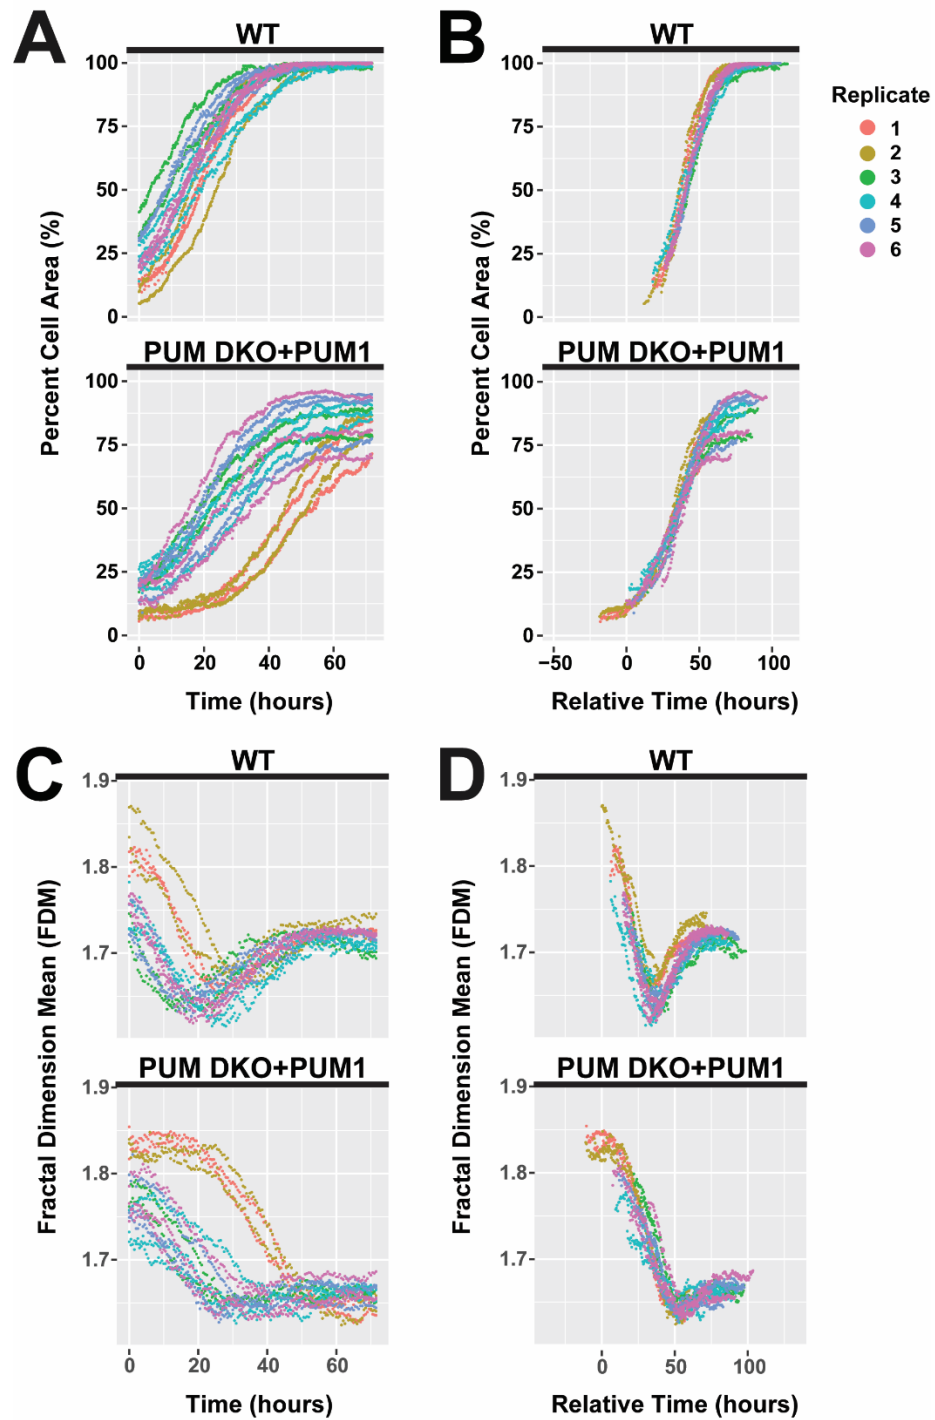 A
WT
100
75
50
25
0
PUM DKO+PUM1
100
75
50
25
0
0 20 40 60
Percent Cell Area (%)
Time (hours)
B
WT
100
75
50
25
0
PUM DKO+PUM1
100
75
50
25
0
−50 0 50 100
Percent Cell Area (%)
Relative Time (hours)
Replicate
1
2
3
4
5
6
C
WT
1.9
1.8
1.7
PUM DKO+PUM1
1.9
1.8
1.7
0 20 40 60
Fractal Dimension Mean (FDM)
Time (hours)
D
WT
1.9
1.8
1.7
PUM DKO+PUM1
1.9
1.8
1.7
0 50 100
Fractal Dimension Mean (FDM)
Relative Time (hours)